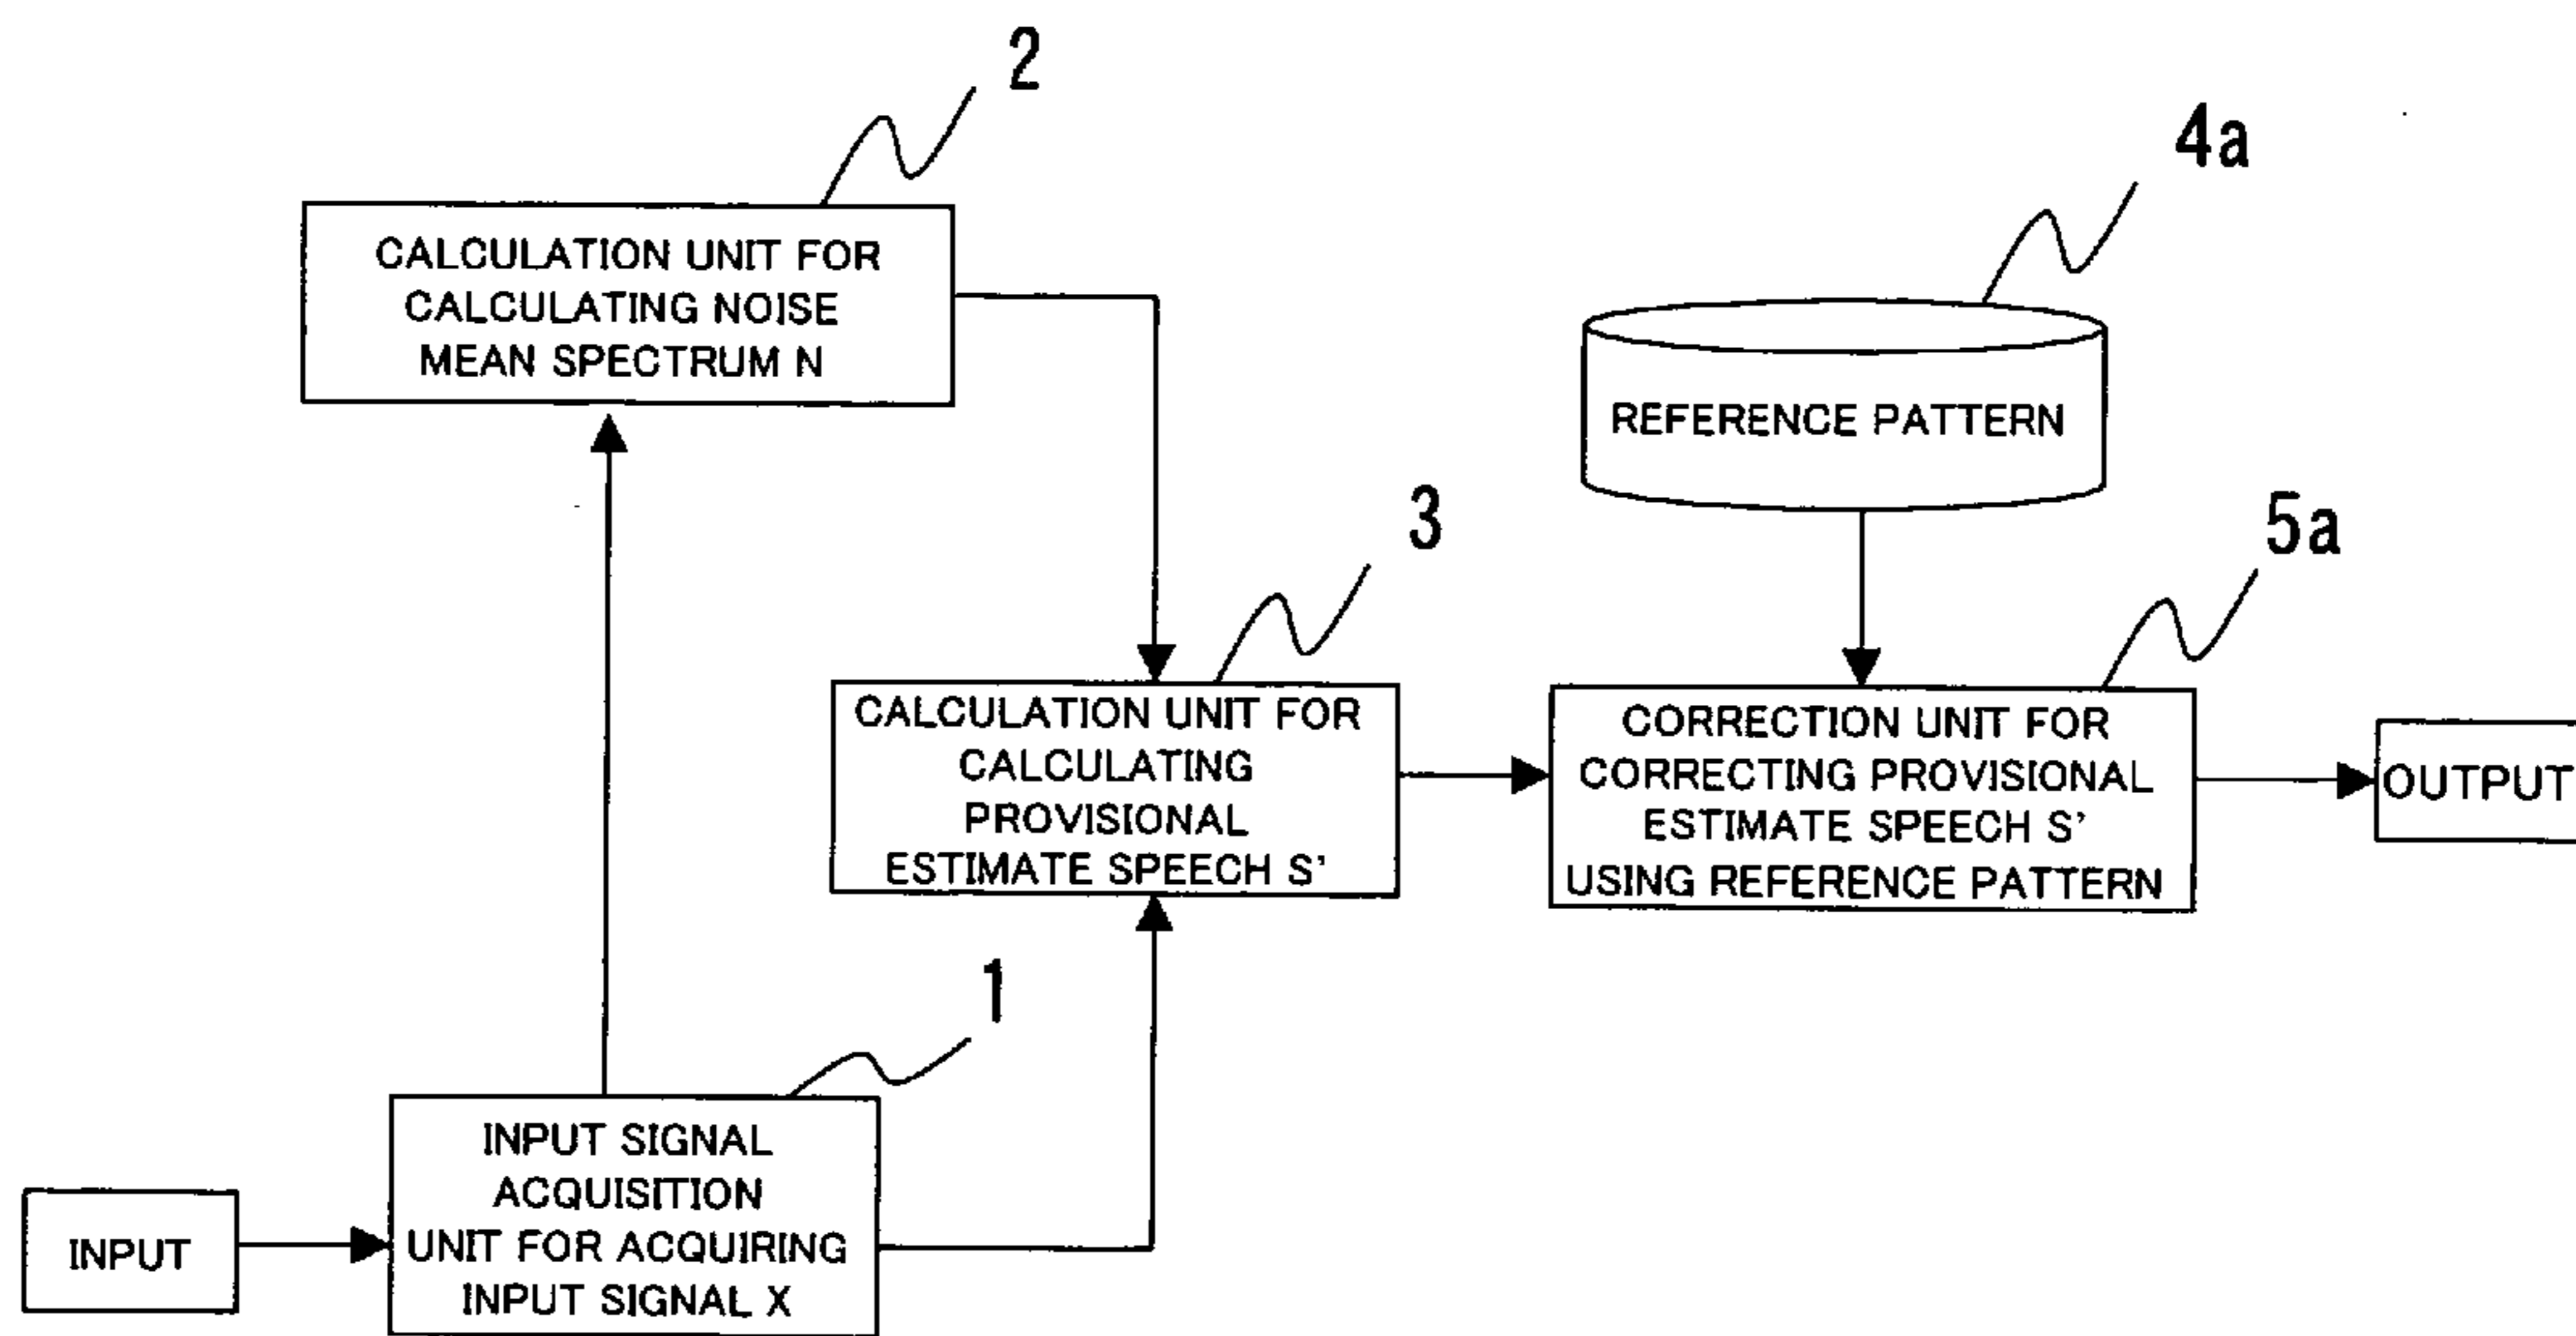 2
CALCULATION UNIT FOR
CALCULATING NOISE
MEAN SPECTRUM N
4a
REFERENCE PATTERN
3
5a
CALCULATION UNIT FOR
CALCULATING
PROVISIONAL
ESTIMATE SPEECH S'
CORRECTION UNIT FOR
CORRECTING PROVISIONAL
ESTIMATE SPEECH S'
USING REFERENCE PATTERN
OUTPUT
1
INPUT SIGNAL
ACQUISITION
UNIT FOR ACQUIRING
INPUT SIGNAL X
INPUT